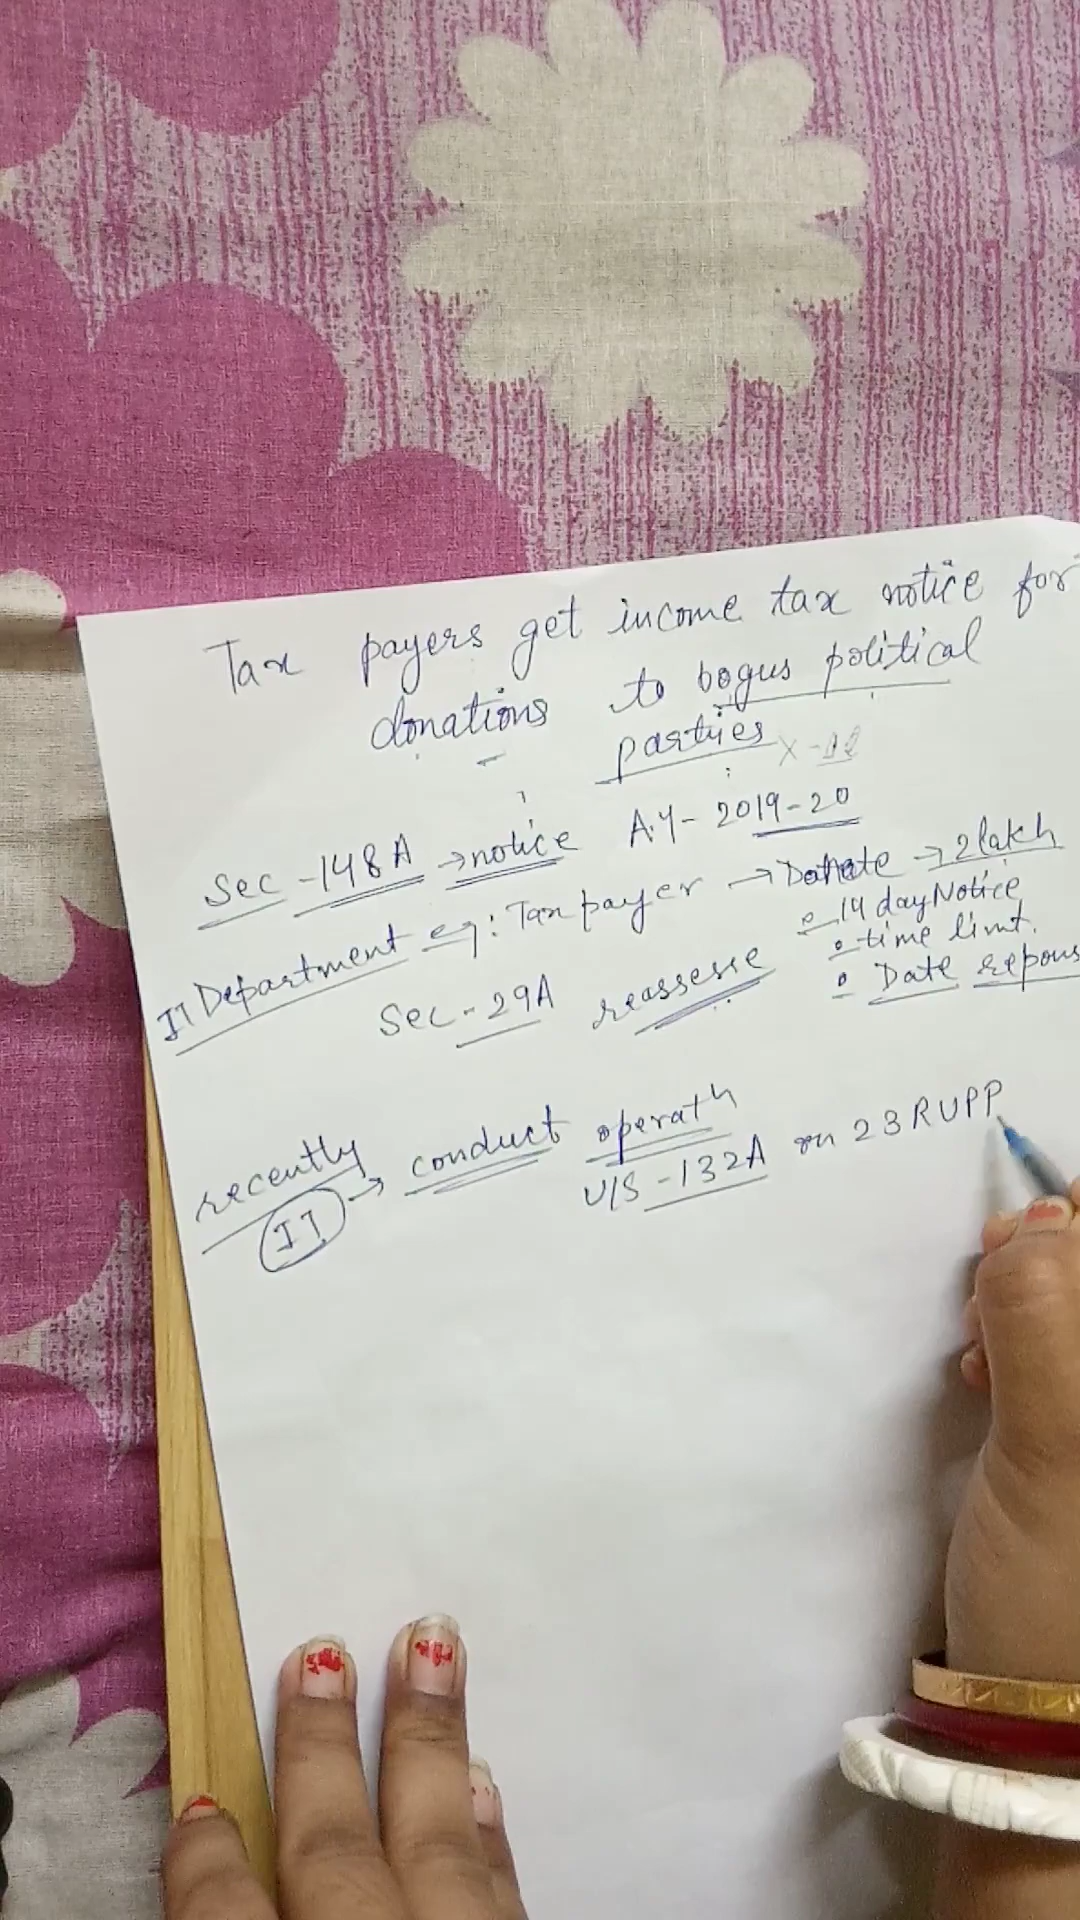 Tax payers get income tax notice for
donations to bogus political
parties
Sec -148A → notice A.Y- 2019-20
IT Department eg: Tax payer → Donate → 2 lakh
14 day Notice
time limt.
Sec - 29A reassesse
Date repons
recently conduct operath
IT →
U/S -132A on 23 RUPP